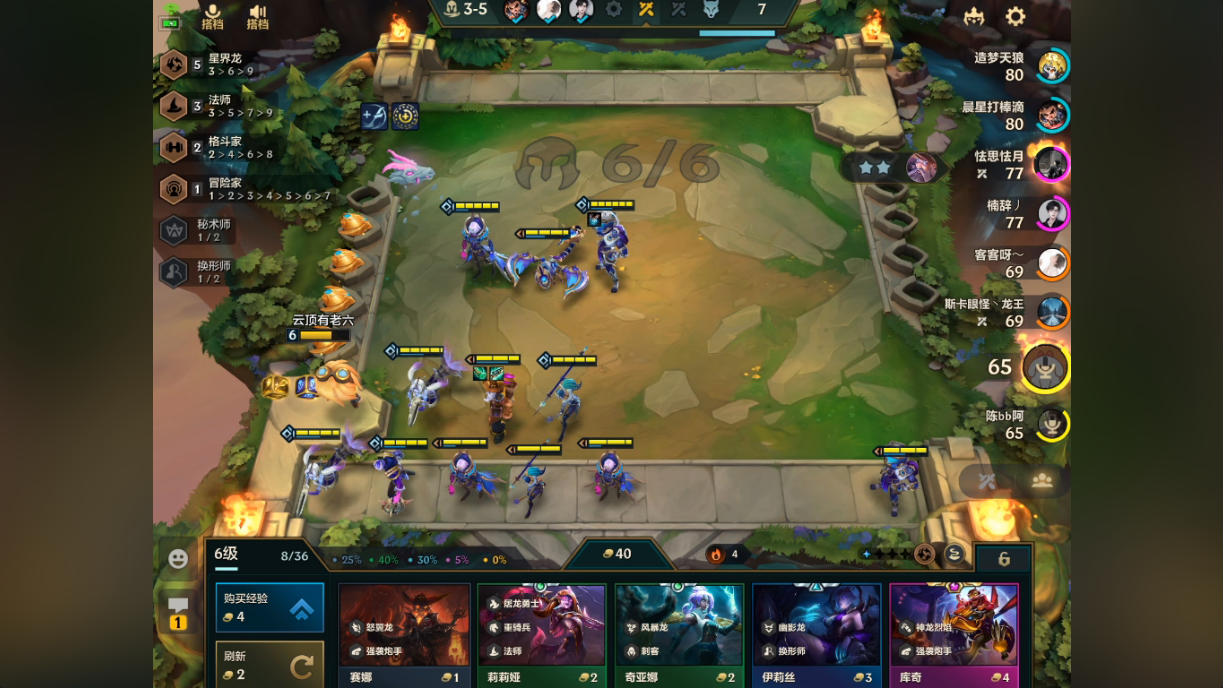 搭档
搭档
3-5
7
5 星界龙
3 > 6 > 9
3 法师
3 > 5 > 7 > 9
2 格斗家
2 > 4 > 6 > 8
1 冒险家
1 > 2 > 3 > 4 > 5 > 6 > 7
秘术师
1 / 2
换形师
1 / 2
6/6
造梦天狼
80
晨星打棒滴
80
怯思怯月
77
楠辞丿
77
客客呀～
69
斯卡眼怪丶龙王
69
65
陈bb阿
65
云顶有老六
6
6级
8/36
25%
40%
30%
5%
0%
40
4
6
1
购买经验
4
刷新
2
怒翼龙
强袭炮手
赛娜
1
屠龙勇士
重骑兵
法师
莉莉娅
2
风暴龙
刺客
奇亚娜
2
幽影龙
换形师
伊莉丝
3
神龙烈焰
强袭炮手
库奇
4